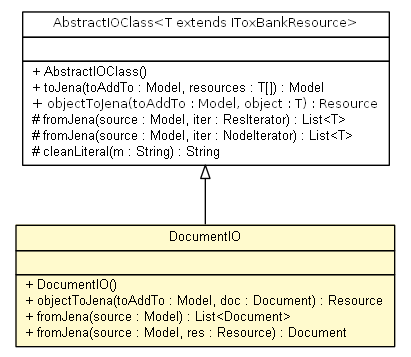 AbstractIOClass<T extends IToxBankResource>
+ AbstractIOClass()
+ toJena(toAddTo : Model, resources : T[]) : Model
+ objectToJena(toAddTo : Model, object : T) : Resource
# fromJena(source : Model, iter : ResIterator) : List<T>
# fromJena(source : Model, iter : NodeIterator) : List<T>
# cleanLiteral(m : String) : String
DocumentIO
+ DocumentIO()
+ objectToJena(toAddTo : Model, doc : Document) : Resource
+ fromJena(source : Model) : List<Document>
+ fromJena(source : Model, res : Resource) : Document